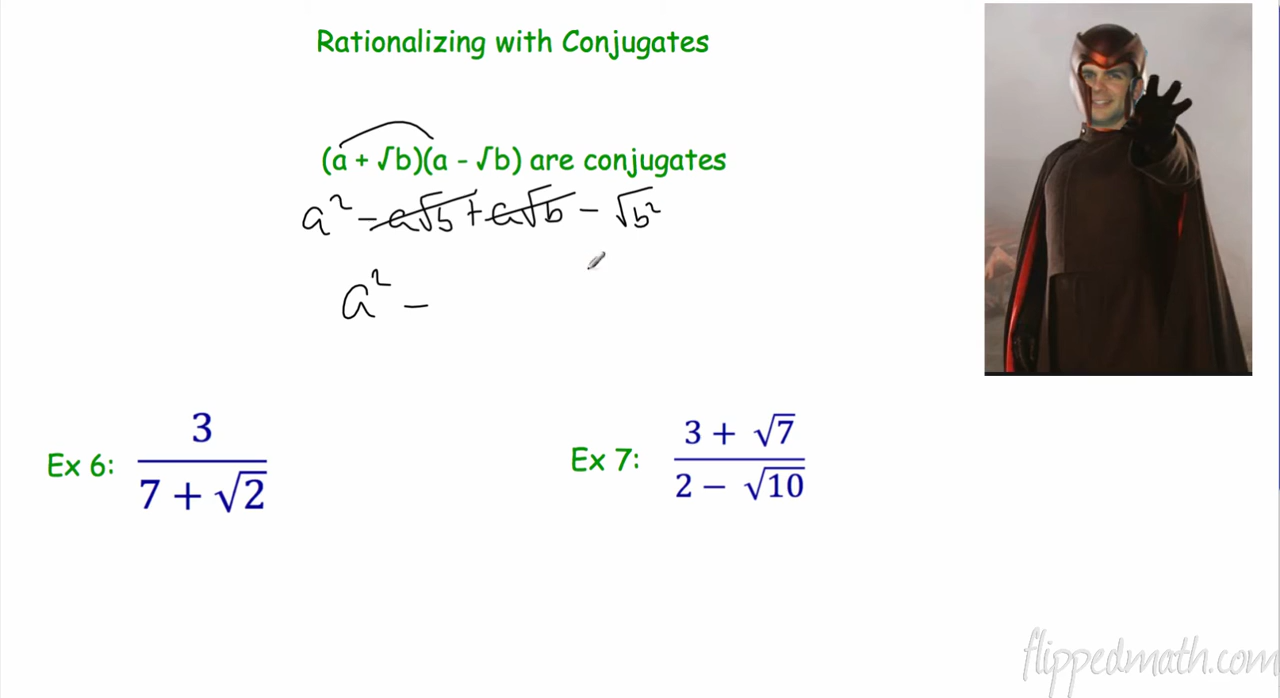 Rationalizing with Conjugates
(a + √b)(a - √b) are conjugates
a² - a√b + a√b - √b²
a² -
Ex 6: 3/(7 + √2)
Ex 7: (3 + √7)/(2 - √10)
flippedmath.com